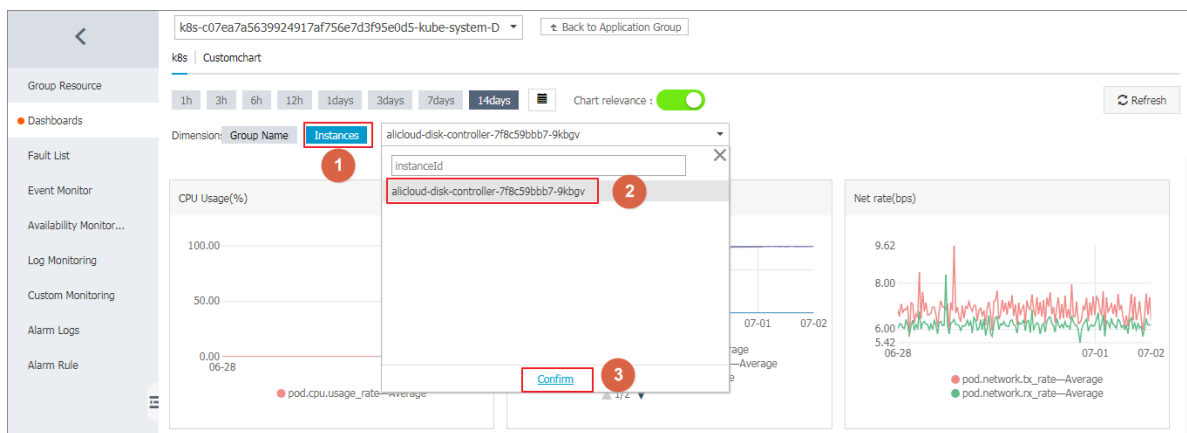 k8s-c07ea7a5639924917af756e7d3f95e0d5-kube-system-D
Back to Application Group
k8s
Customchart
Group Resource
Dashboards
Fault List
Event Monitor
Availability Monitor...
Log Monitoring
Custom Monitoring
Alarm Logs
Alarm Rule
1h 3h 6h 12h 1days 3days 7days 14days
Chart relevance :
Refresh
Dimension: Group Name Instances
alicloud-disk-controller-7f8c59bbb7-9kbgv
1
instanceId
alicloud-disk-controller-7f8c59bbb7-9kbgv
2
Confirm
3
CPU Usage(%)
100.00
50.00
0.00
06-28
pod.cpu.usage_rate—Average
07-01 07-02
—Average
1/2
Net rate(bps)
9.62
8.00
6.00
5.42
06-28 07-01 07-02
pod.network.tx_rate—Average
pod.network.rx_rate—Average